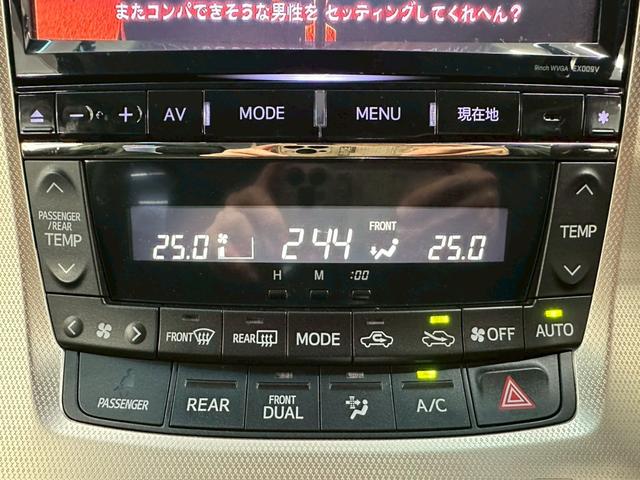 またコンパできそうな男性を セッティングしてくれへん?
9inch WVGA EX009V
− + AV MODE MENU 現在地
PASSENGER
/REAR
TEMP
TEMP
FRONT
25.0 2:44 25.0
H M :00
FRONT REAR MODE OFF AUTO
PASSENGER REAR FRONT
DUAL A/C